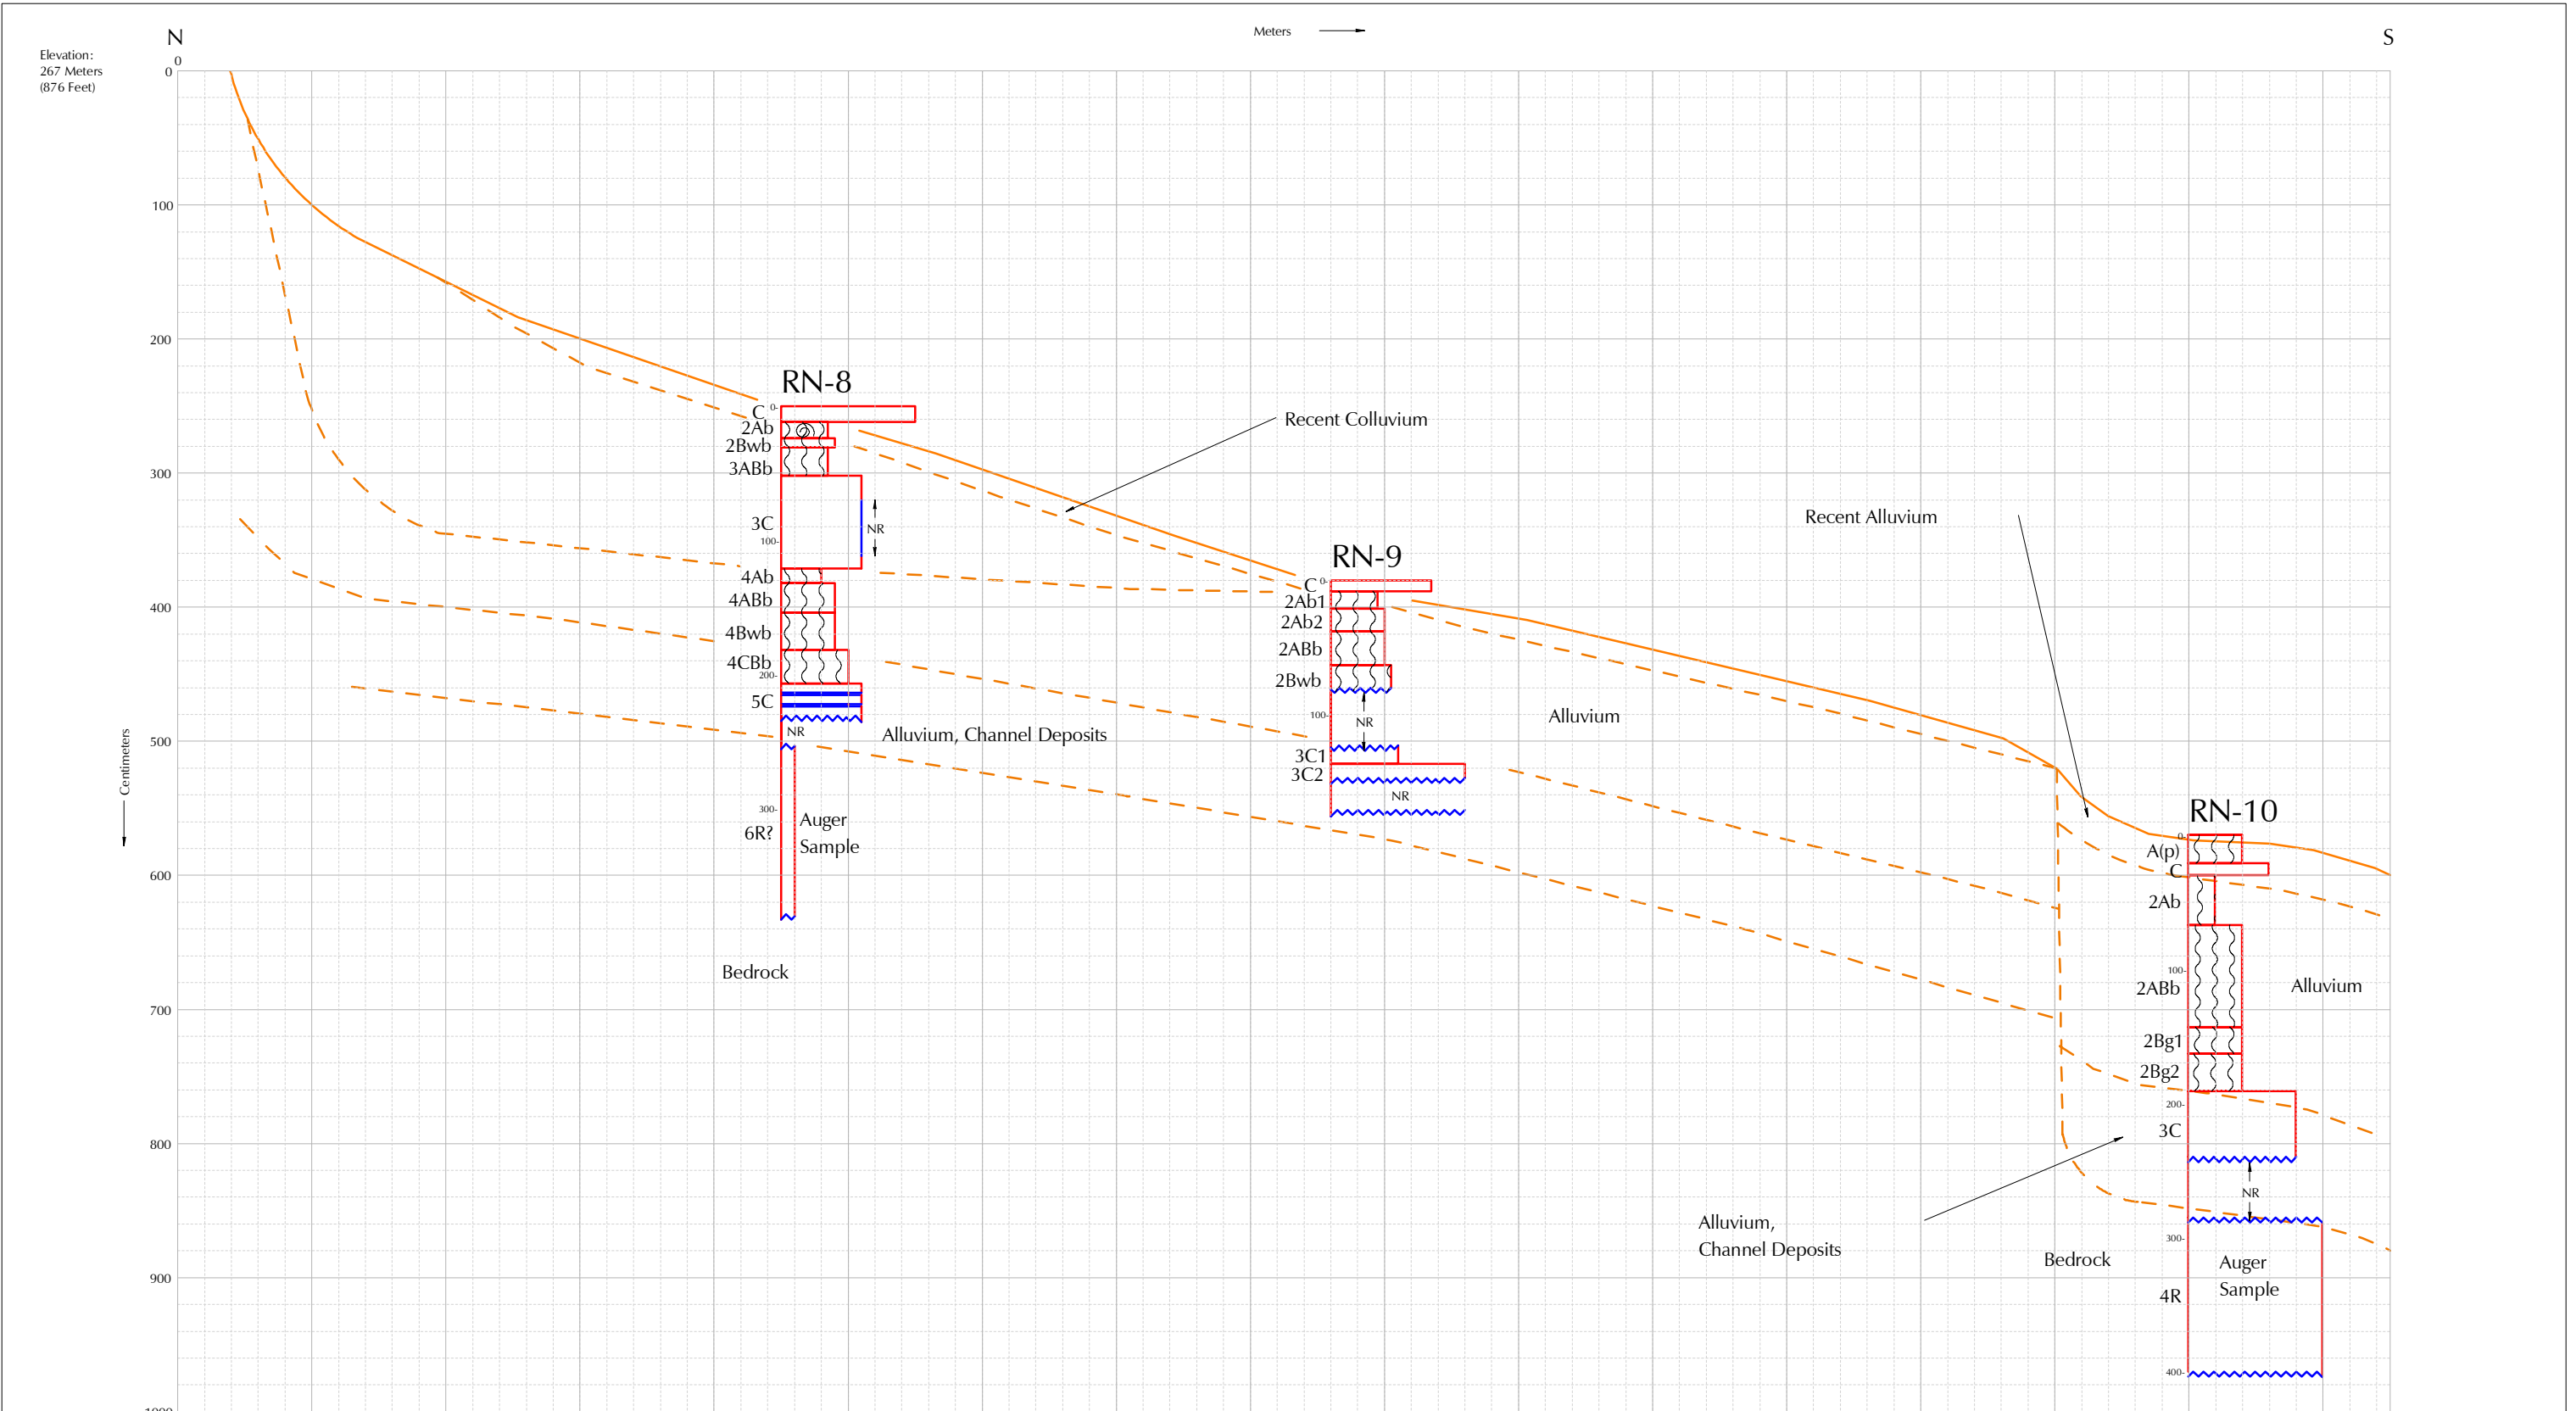 Meters
N
S
Elevation:
267 Meters
(876 Feet)
0
0
100
200
300
400
500
600
700
800
900
Centimeters
RN-8
0-
C
2Ab
2Bwb
3ABb
3C
NR
100-
4Ab
4ABb
4Bwb
4CBb
200-
5C
NR
300-
6R?
Auger
Sample
Bedrock
Recent Colluvium
Alluvium, Channel Deposits
RN-9
0-
C
2Ab1
2Ab2
2ABb
2Bwb
100-
NR
3C1
3C2
NR
Alluvium
Recent Alluvium
RN-10
0-
A(p)
C
2Ab
100-
2ABb
Alluvium
2Bg1
2Bg2
200-
3C
NR
Alluvium,
Channel Deposits
Bedrock
300-
Auger
Sample
4R
400-